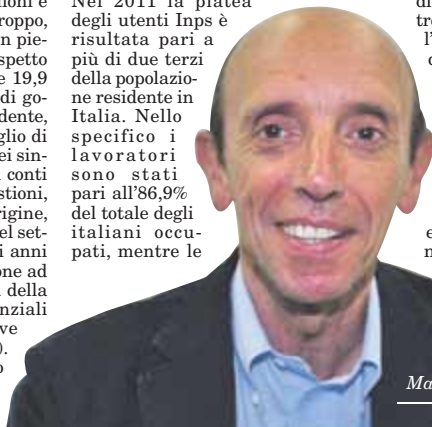 troppo,
spetto
e 19,9
di go-
dente,
glio di
ei sin-
conti
stioni,
rigine,
el set-
i anni
one ad
della
nziali
ve
).
o
Nel 2011 la platea
degli utenti Inps è
risultata pari a
più di due terzi
della popolazio-
ne residente in
Italia. Nello
specifico i
lavoratori
sono stati
pari all'86,9%
del totale degli
italiani occu-
pati, mentre le
Ma